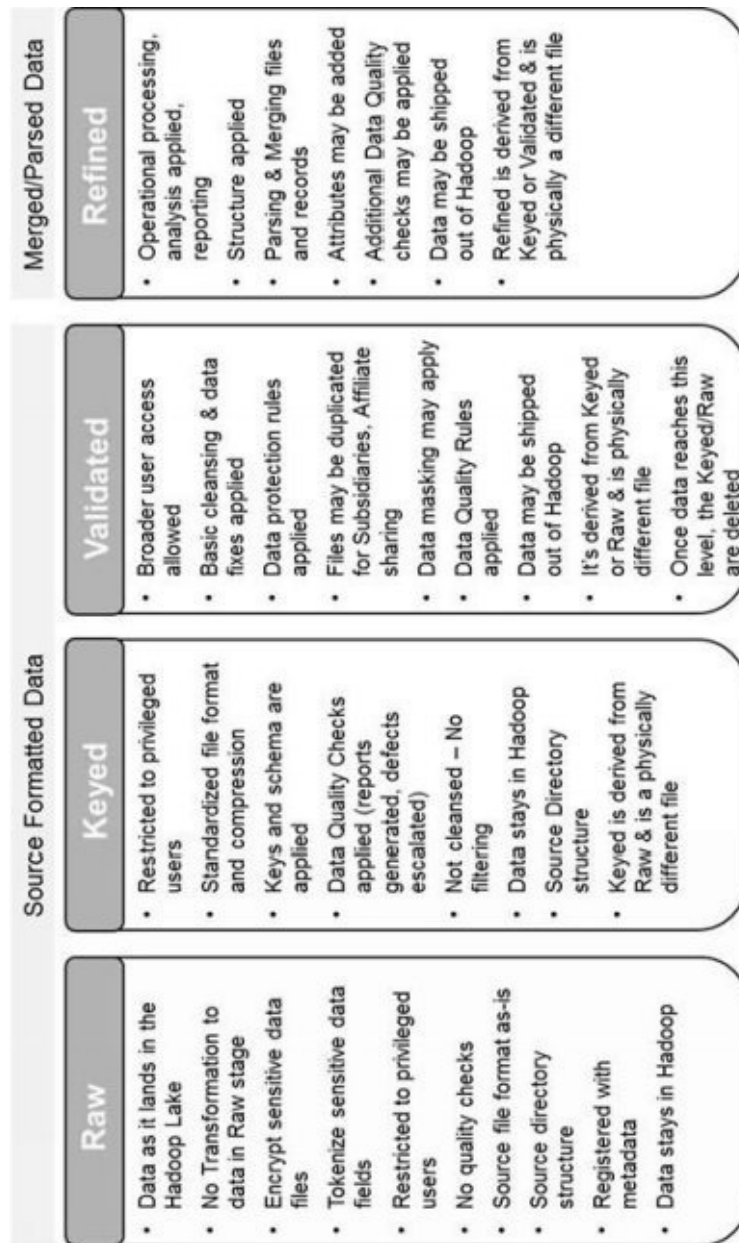 Source Formatted Data
Merged/Parsed Data
Raw
• Data as it lands in the
Hadoop Lake
• No Transformation to
data in Raw stage
• Encrypt sensitive data
files
• Tokenize sensitive data
fields
• Restricted to privileged
users
• No quality checks
• Source file format as-is
• Source directory
structure
• Registered with
metadata
• Data stays in Hadoop
Keyed
• Restricted to privileged
users
• Standardized file format
and compression
• Keys and schema are
applied
• Data Quality Checks
applied (reports
generated, defects
escalated)
• Not cleansed – No
filtering
• Data stays in Hadoop
• Source Directory
structure
• Keyed is derived from
Raw & is a physically
different file
Validated
• Broader user access
allowed
• Basic cleansing & data
fixes applied
• Data protection rules
applied
• Files may be duplicated
for Subsidiaries, Affiliate
sharing
• Data masking may apply
• Data Quality Rules
applied
• Data may be shipped
out of Hadoop
• It's derived from Keyed
or Raw & is physically
different file
• Once data reaches this
level, the Keyed/Raw
are deleted
Refined
• Operational processing,
analysis applied,
reporting
• Structure applied
• Parsing & Merging files
and records
• Attributes may be added
• Additional Data Quality
checks may be applied
• Data may be shipped
out of Hadoop
• Refined is derived from
Keyed or Validated & is
physically a different file